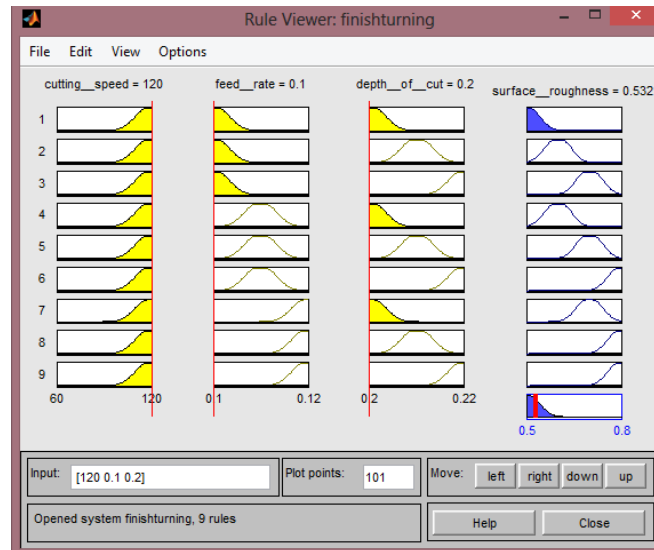 Rule Viewer: finishturning
File Edit View Options
cutting__speed = 120 feed__rate = 0.1 depth__of__cut = 0.2 surface__roughness = 0.532
1
2
3
4
5
6
7
8
9
60 120 0.1 0.12 0.2 0.22
0.5 0.8
Input: [120 0.1 0.2] Plot points: 101 Move: left right down up
Opened system finishturning, 9 rules Help Close